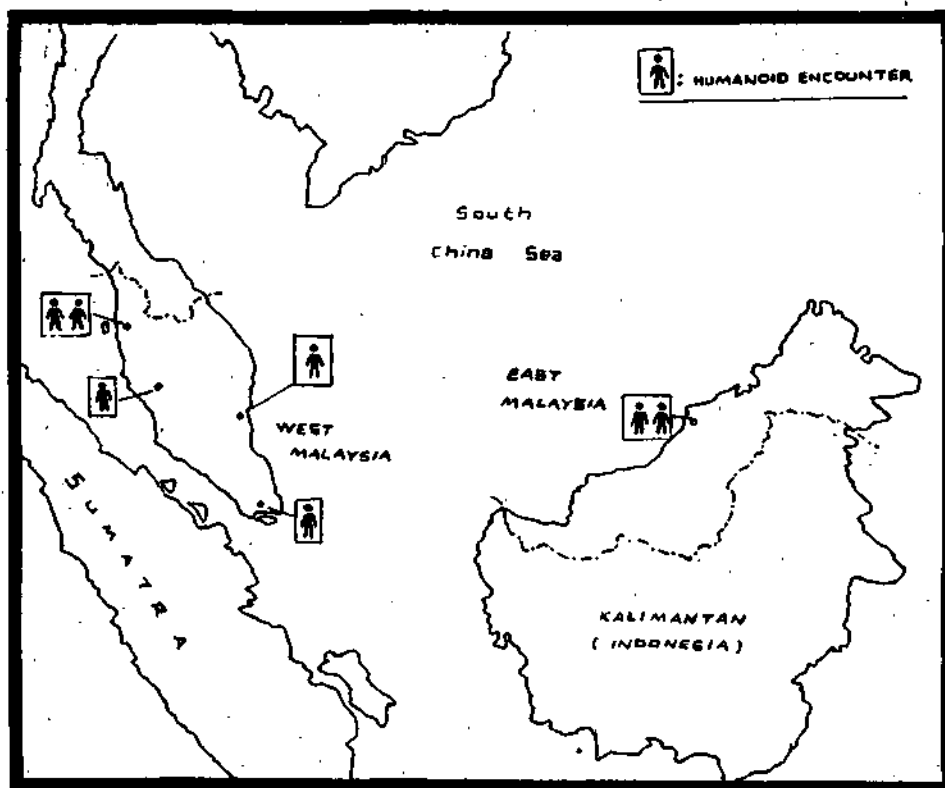 : HUMANOID ENCOUNTER
South
China Sea
EAST
MALAYSIA
WEST
MALAYSIA
SUMATRA
KALIMANTAN
(INDONESIA)